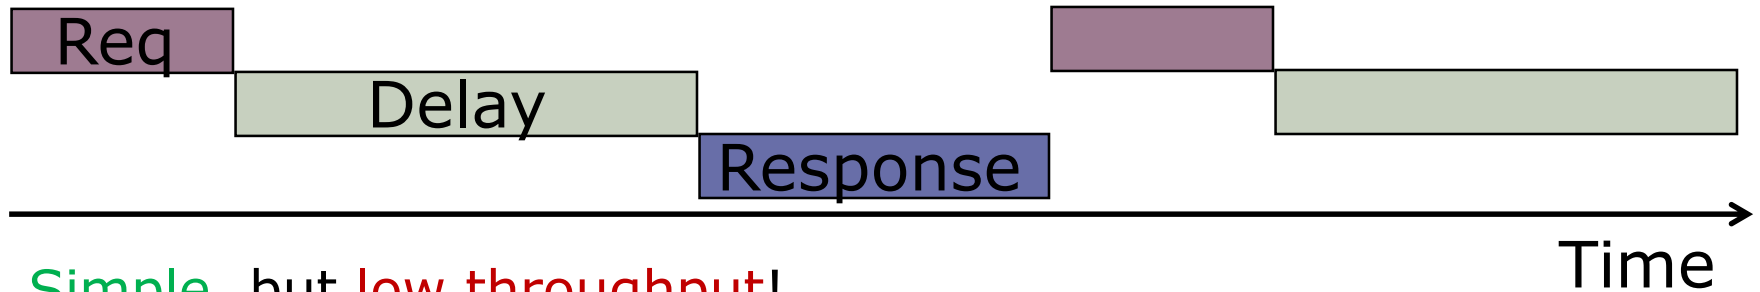 Req
Delay
Response
Time
Simple, but low throughput!